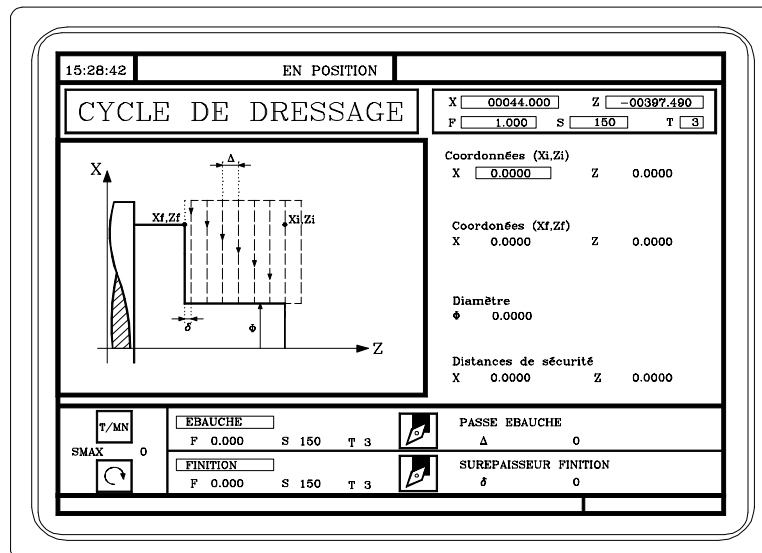 15:28:42 EN POSITION
CYCLE DE DRESSAGE
X 00044.000 Z -00397.490
F 1.000 S 150 T 3
X
Δ
Xf,Zf
Xi,Zi
δ
Φ
Z
Coordonnées (Xi,Zi)
X 0.0000 Z 0.0000
Coordonées (Xf,Zf)
X 0.0000 Z 0.0000
Diamètre
Φ 0.0000
Distances de sécurité
X 0.0000 Z 0.0000
T/MN
SMAX 0
EBAUCHE
F 0.000 S 150 T 3
PASSE EBAUCHE
Δ 0
FINITION
F 0.000 S 150 T 3
SUREPAISSEUR FINITION
δ 0